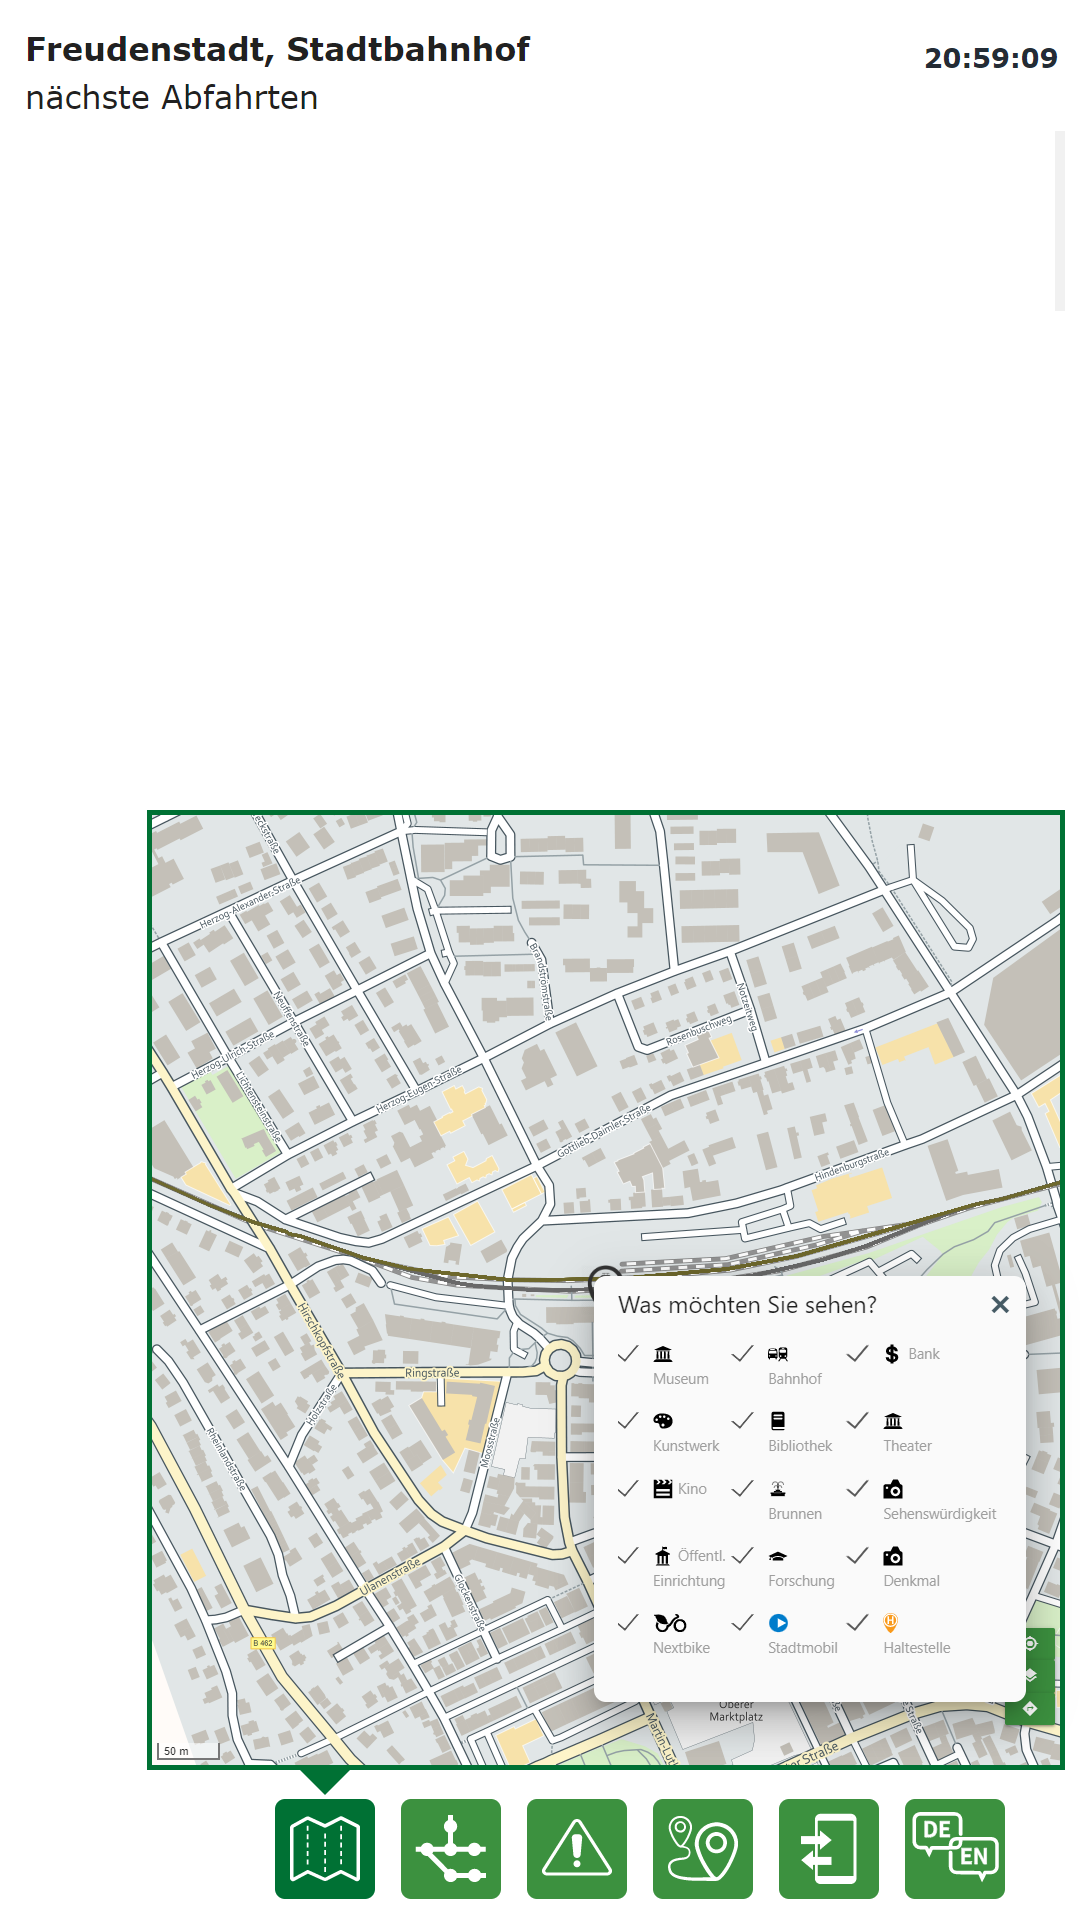 Freudenstadt, Stadtbahnhof
20:59:09
nächste Abfahrten
Herzog-Alexander-Straße
Brandströmstraße
Neuffenstraße
Notzeitweg
Rosenbuschweg
Herzog-Ulrich-Straße
Lichtensteinstraße
Herzog-Eugen-Straße
Gottlieb-Daimler-Straße
Hindenburgstraße
Hirschkopfstraße
Ringstraße
Holzstraße
Moosstraße
Rheinlandstraße
Ulanenstraße
Glockenstraße
B 462
Was möchten Sie sehen?
Museum
Bahnhof
Bank
Kunstwerk
Bibliothek
Theater
Kino
Brunnen
Sehenswürdigkeit
Öffentl.
Einrichtung
Forschung
Denkmal
Nextbike
Stadtmobil
H
Haltestelle
Oberer
Marktplatz
50 m
DE
EN